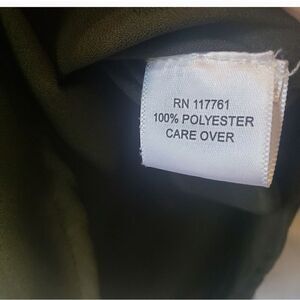 RN 117761
100% POLYESTER
CARE OVER